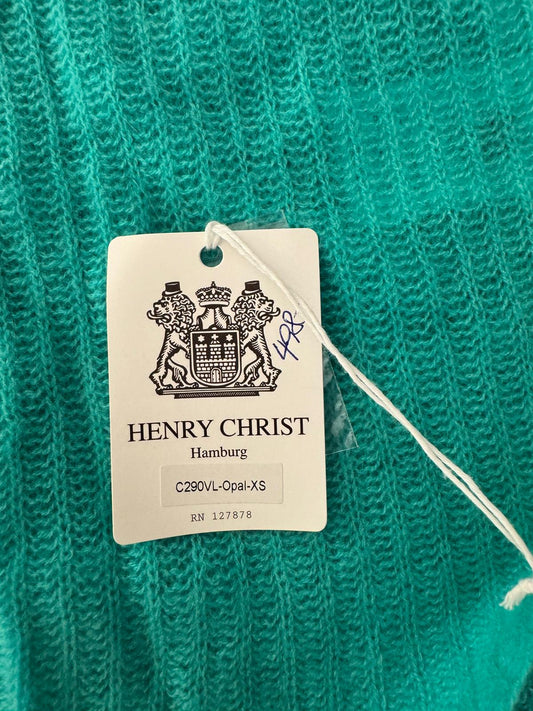 498-
HENRY CHRIST
Hamburg
C290VL-Opal-XS
RN 127878